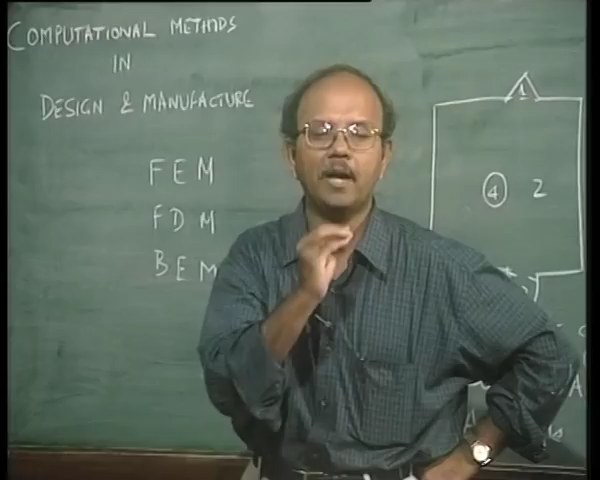 COMPUTATIONAL METHODS
IN
DESIGN & MANUFACTURE
FEM
FDM
BEM
1
4 2